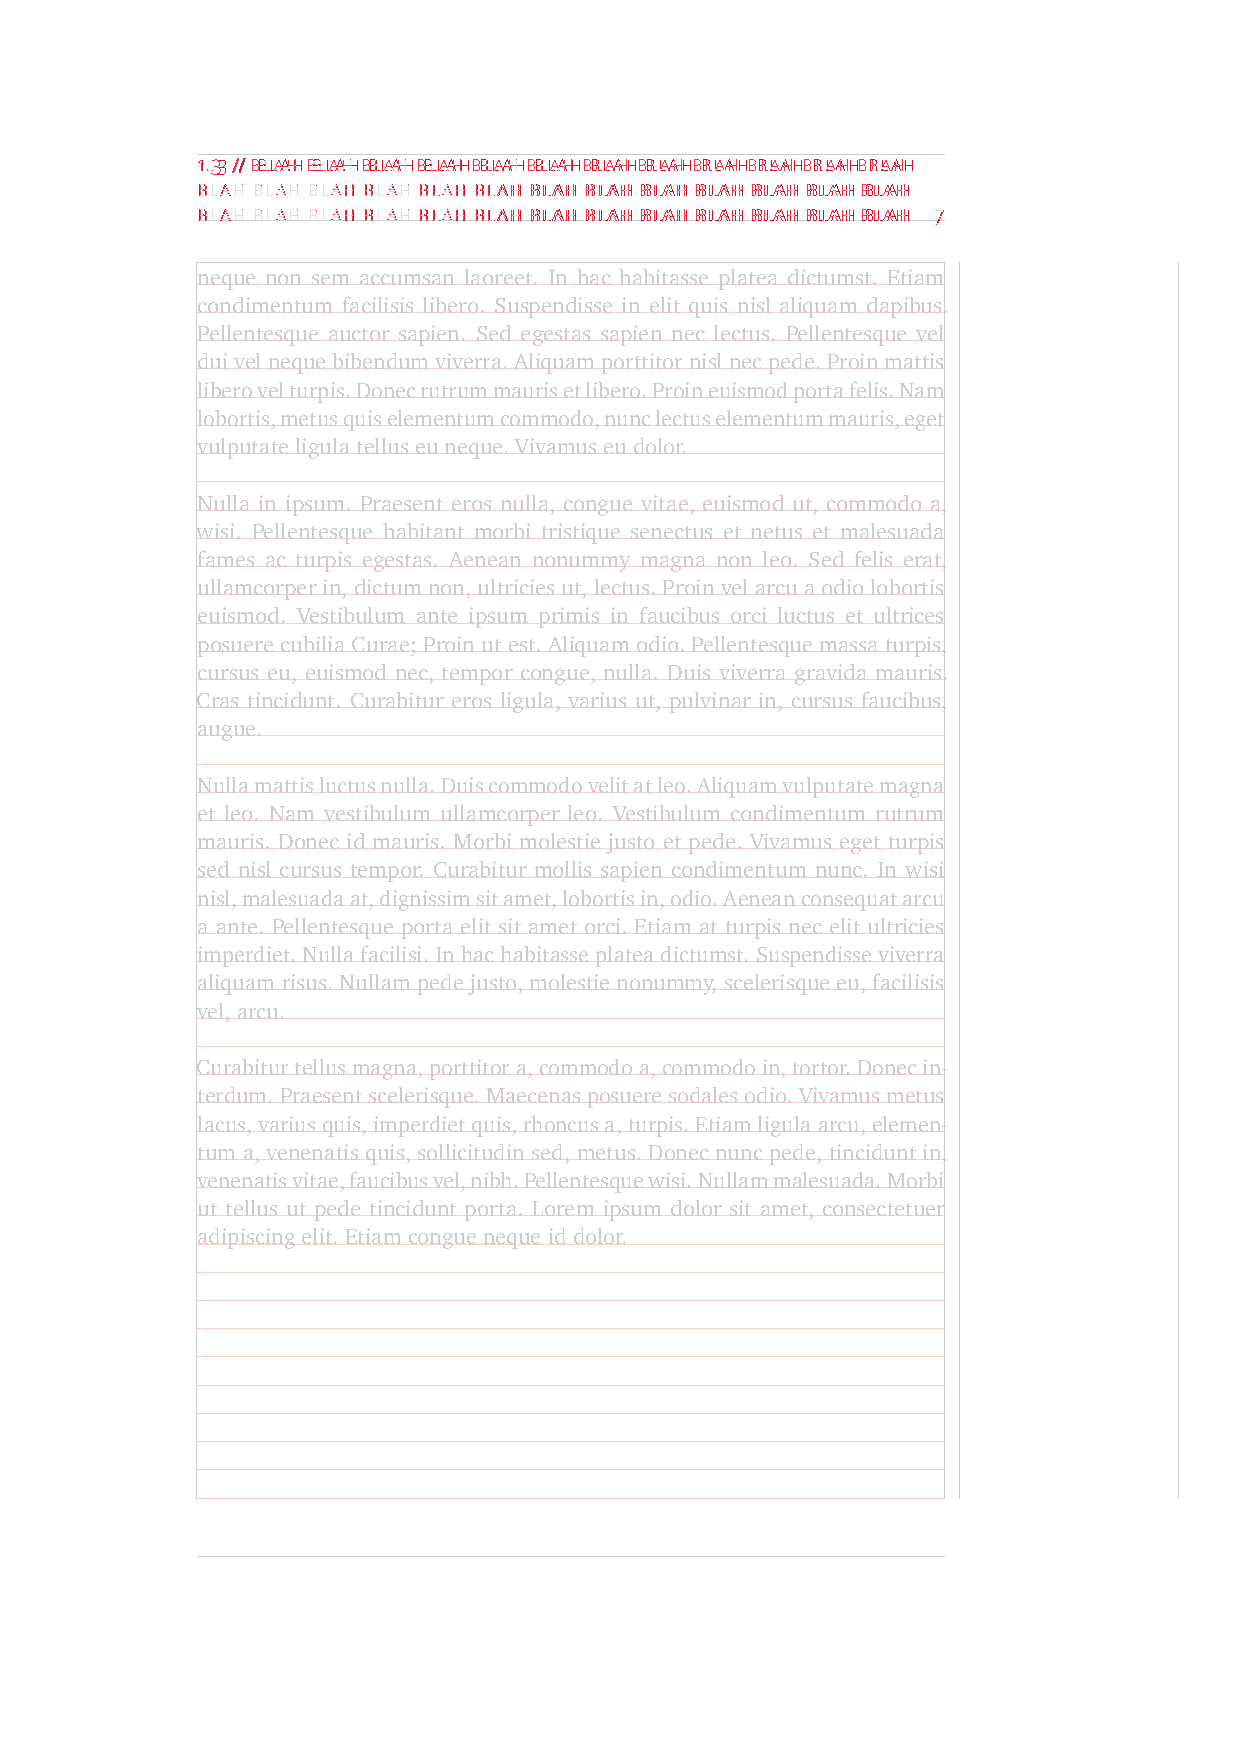 1.3 // BLAH BLAH BLAH BLAH BLAH BLAH BLAH BLAH BLAH BLAH BLAH BLAH
BLAH BLAH BLAH BLAH BLAH BLAH BLAH BLAH BLAH BLAH BLAH BLAH BLAH
BLAH BLAH BLAH BLAH BLAH BLAH BLAH BLAH BLAH BLAH BLAH BLAH BLAH 7
neque non sem accumsan laoreet. In hac habitasse platea dictumst. Etiam
condimentum facilisis libero. Suspendisse in elit quis nisl aliquam dapibus.
Pellentesque auctor sapien. Sed egestas sapien nec lectus. Pellentesque vel
dui vel neque bibendum viverra. Aliquam porttitor nisl nec pede. Proin mattis
libero vel turpis. Donec rutrum mauris et libero. Proin euismod porta felis. Nam
lobortis, metus quis elementum commodo, nunc lectus elementum mauris, eget
vulputate ligula tellus eu neque. Vivamus eu dolor.
Nulla in ipsum. Praesent eros nulla, congue vitae, euismod ut, commodo a,
wisi. Pellentesque habitant morbi tristique senectus et netus et malesuada
fames ac turpis egestas. Aenean nonummy magna non leo. Sed felis erat,
ullamcorper in, dictum non, ultricies ut, lectus. Proin vel arcu a odio lobortis
euismod. Vestibulum ante ipsum primis in faucibus orci luctus et ultrices
posuere cubilia Curae; Proin ut est. Aliquam odio. Pellentesque massa turpis,
cursus eu, euismod nec, tempor congue, nulla. Duis viverra gravida mauris.
Cras tincidunt. Curabitur eros ligula, varius ut, pulvinar in, cursus faucibus,
augue.
Nulla mattis luctus nulla. Duis commodo velit at leo. Aliquam vulputate magna
et leo. Nam vestibulum ullamcorper leo. Vestibulum condimentum rutrum
mauris. Donec id mauris. Morbi molestie justo et pede. Vivamus eget turpis
sed nisl cursus tempor. Curabitur mollis sapien condimentum nunc. In wisi
nisl, malesuada at, dignissim sit amet, lobortis in, odio. Aenean consequat arcu
a ante. Pellentesque porta elit sit amet orci. Etiam at turpis nec elit ultricies
imperdiet. Nulla facilisi. In hac habitasse platea dictumst. Suspendisse viverra
aliquam risus. Nullam pede justo, molestie nonummy, scelerisque eu, facilisis
vel, arcu.
Curabitur tellus magna, porttitor a, commodo a, commodo in, tortor. Donec in-
terdum. Praesent scelerisque. Maecenas posuere sodales odio. Vivamus metus
lacus, varius quis, imperdiet quis, rhoncus a, turpis. Etiam ligula arcu, elemen-
tum a, venenatis quis, sollicitudin sed, metus. Donec nunc pede, tincidunt in,
venenatis vitae, faucibus vel, nibh. Pellentesque wisi. Nullam malesuada. Morbi
ut tellus ut pede tincidunt porta. Lorem ipsum dolor sit amet, consectetuer
adipiscing elit. Etiam congue neque id dolor.